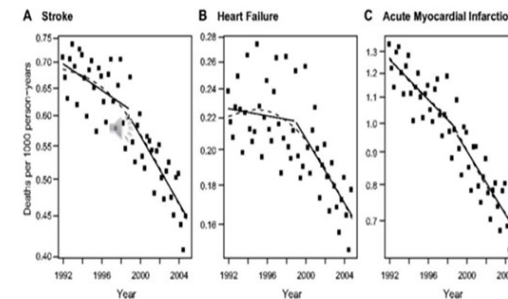 A Stroke
B Heart Failure
C Acute Myocardial Infarctio
Deaths per 1000 person-years
0.75
0.70
0.65
0.60
0.55
0.50
0.45
0.40
1992 1996 2000 2004
Year
0.28
0.26
0.24
0.22
0.20
0.18
0.16
1992 1996 2000 2004
Year
1.3
1.2
1.1
1.0
0.9
0.8
0.7
1992 1996 2000 2004
Year